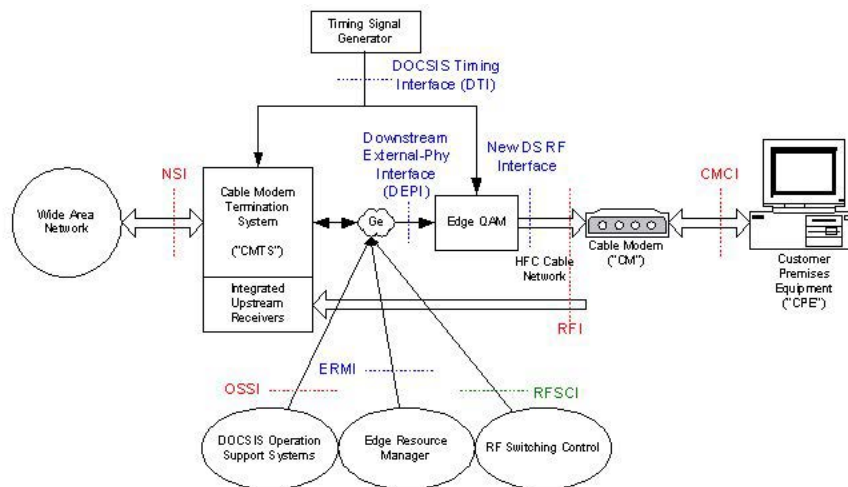 Timing Signal
Generator
DOCSIS Timing
Interface (DTI)
Downstream
External-Phy
Interface
(DEPI)
New DS RF
Interface
NSI
CMCI
Wide Area
Network
Cable Modem
Termination
System
("CMTS")
Ge
Edge QAM
HFC Cable
Network
Cable Modem
("CM")
Customer
Premises
Equipment
("CPE")
Integrated
Upstream
Receivers
RFI
ERMI
OSSI
RFSCI
DOCSIS Operation
Support Systems
Edge Resource
Manager
RF Switching Control